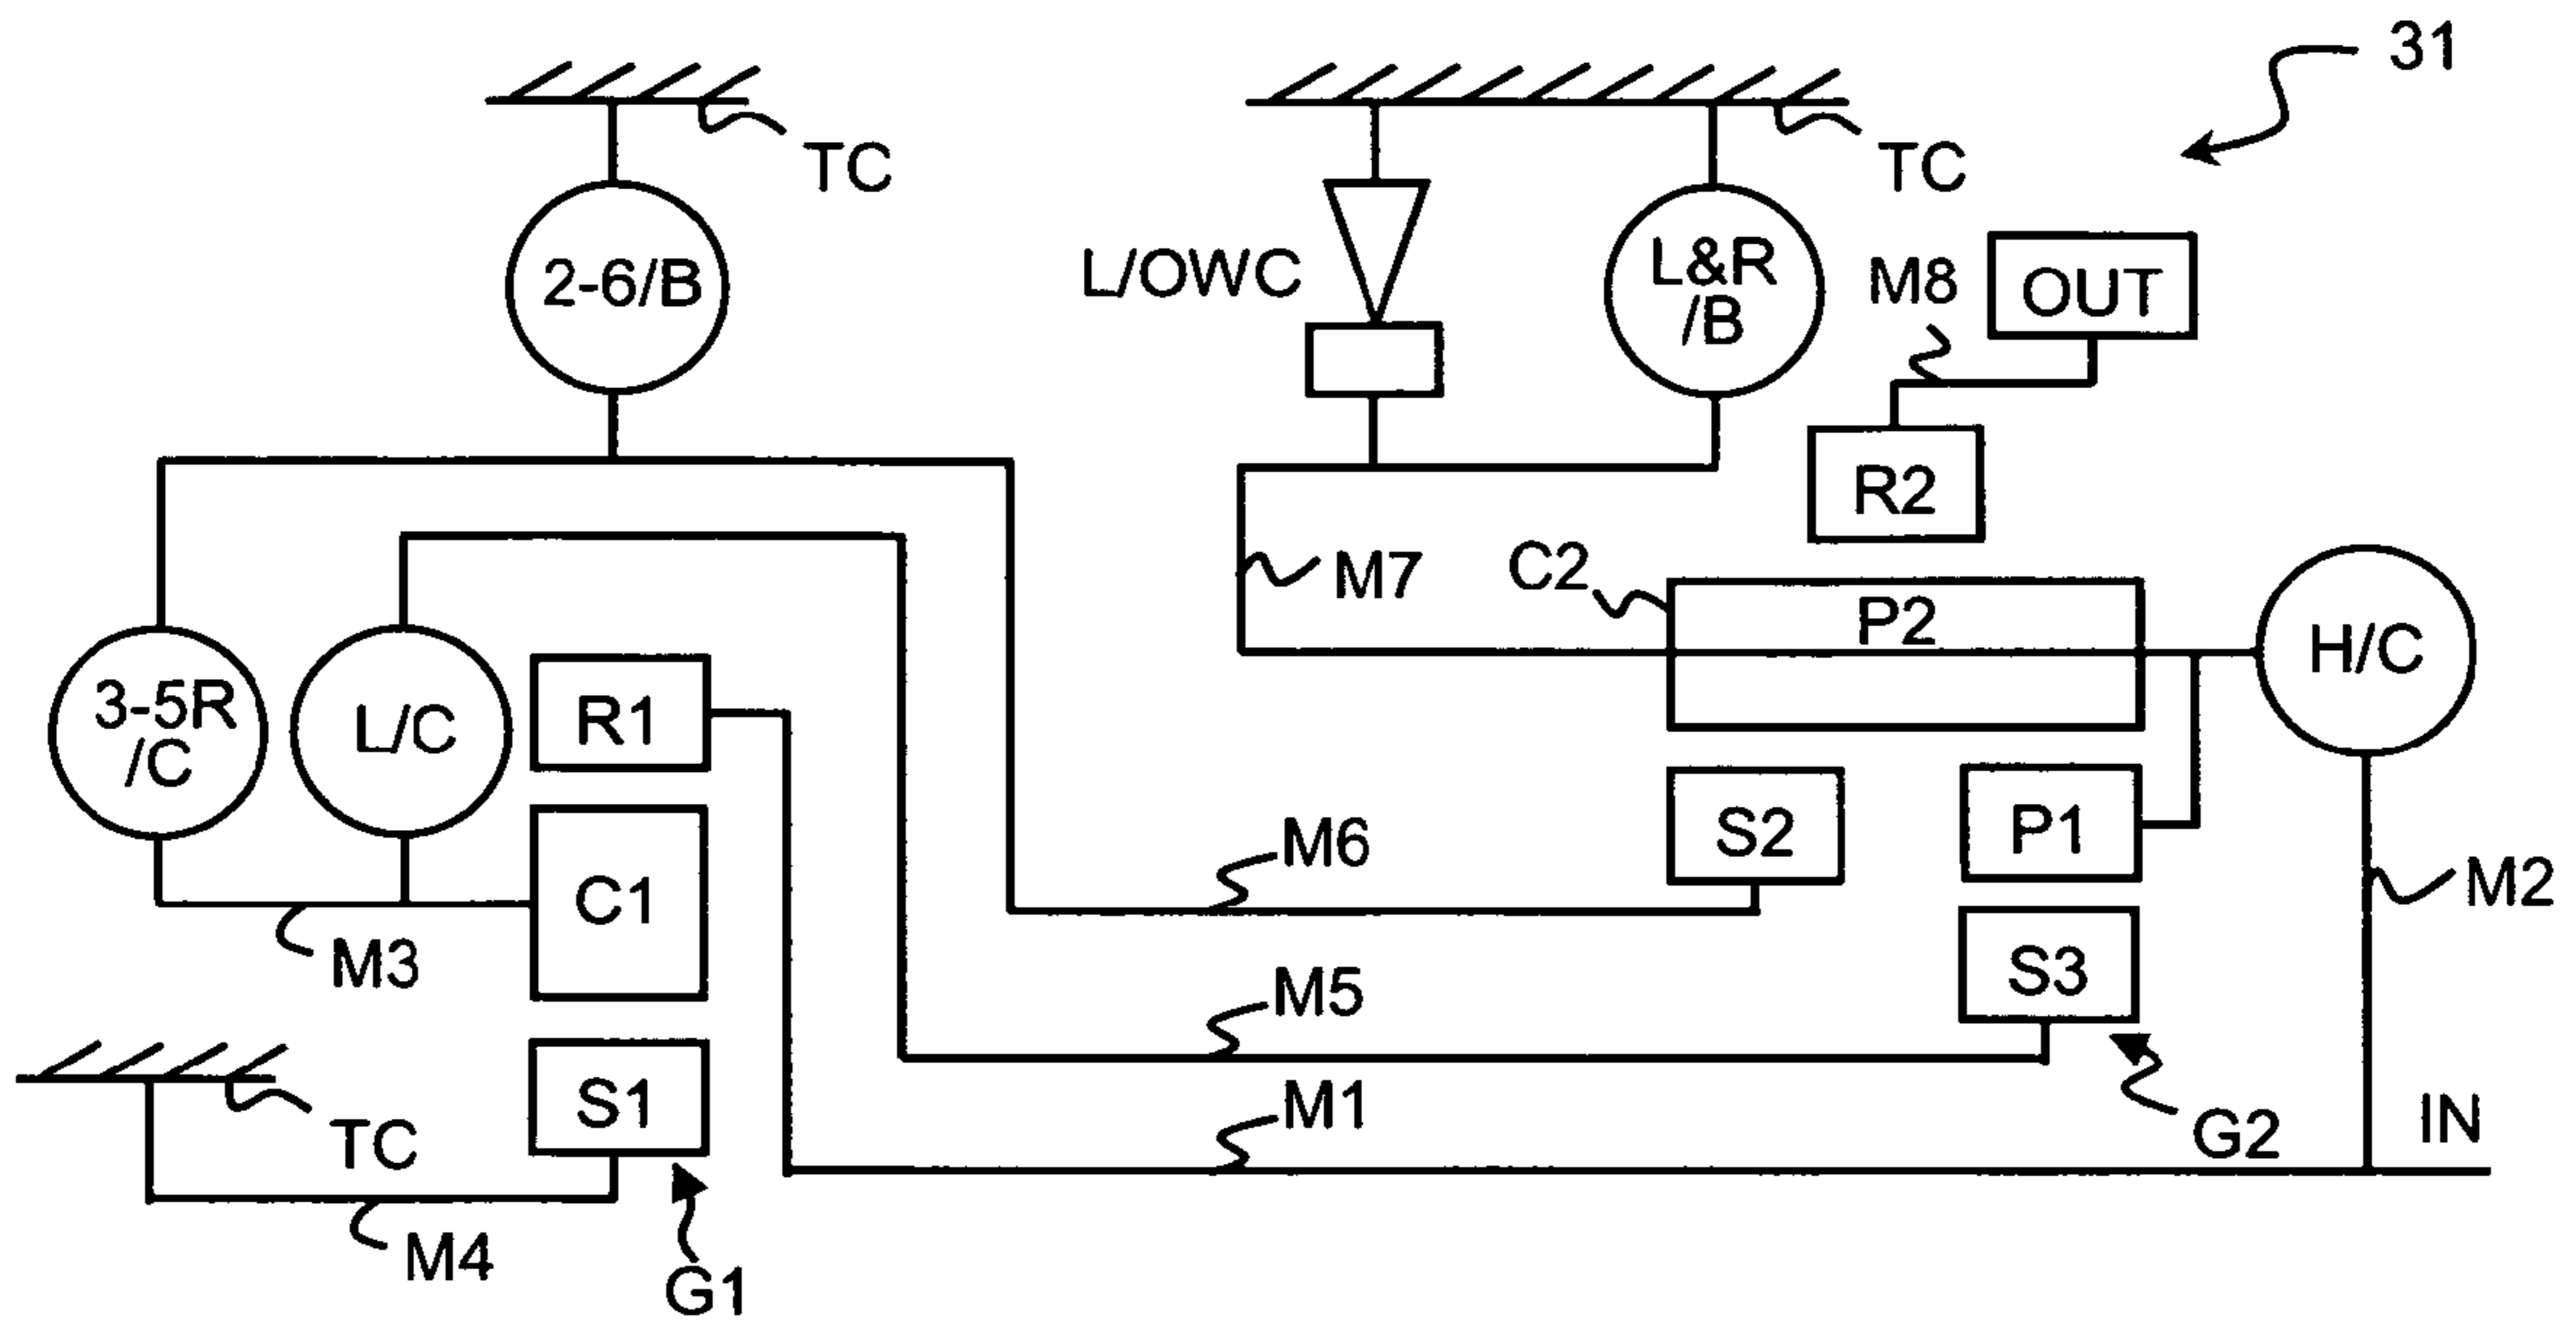 31
TC
TC
2-6/B
L/OWC
L&R
/B
M8
OUT
R2
M7
C2
P2
H/C
3-5R
/C
L/C
R1
S2
P1
M6
M2
C1
M3
S3
M5
S1
M1
IN
TC
G2
M4
G1